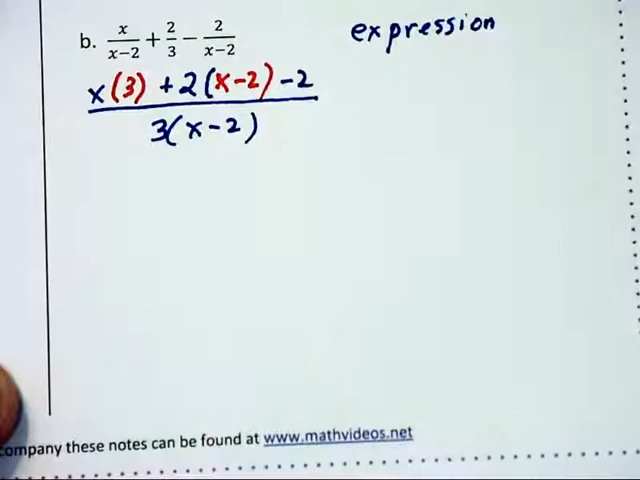 b. x/(x−2) + 2/3 − 2/(x−2) expression
x(3) + 2(x-2) -2
3(x-2)
company these notes can be found at www.mathvideos.net